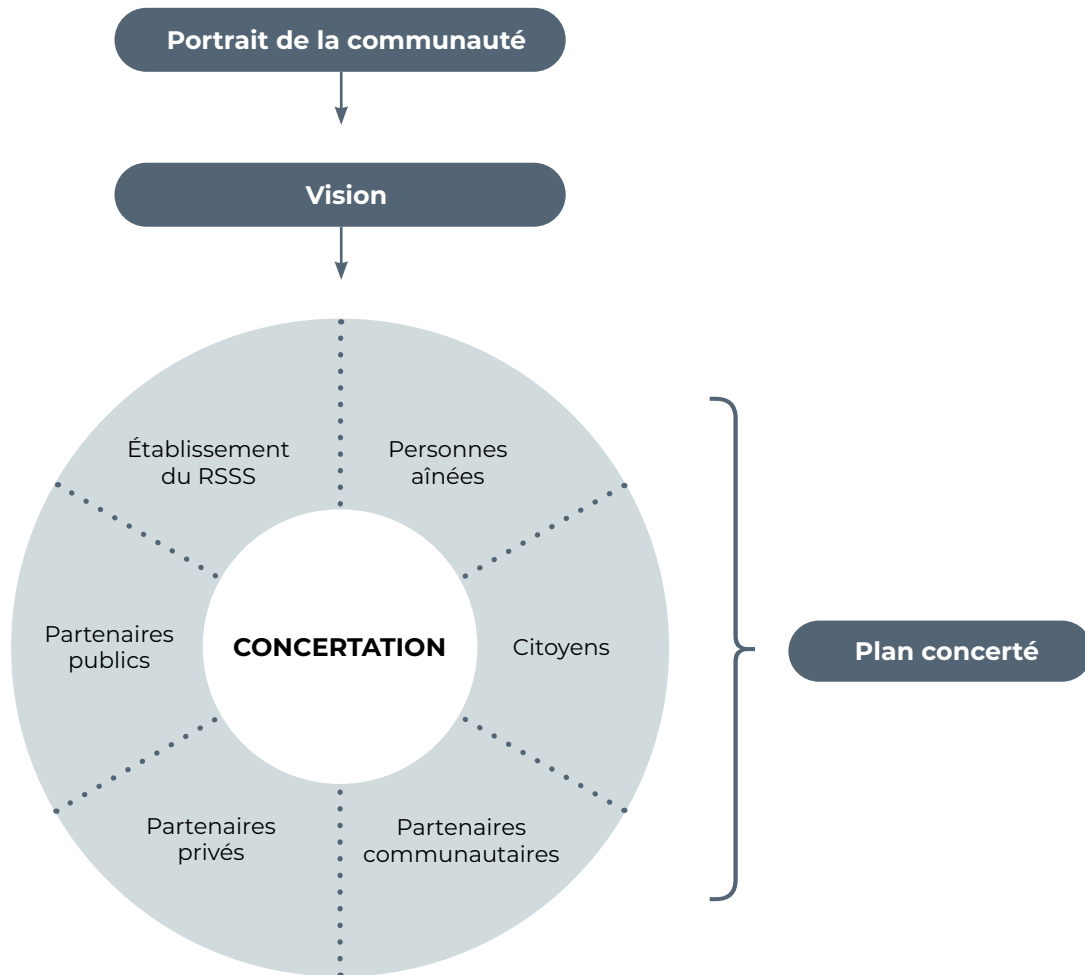 Portrait de la communauté
Vision
Établissement
du RSSS
Personnes
aînées
Partenaires
publics
CONCERTATION
Citoyens
Partenaires
privés
Partenaires
communautaires
Plan concerté